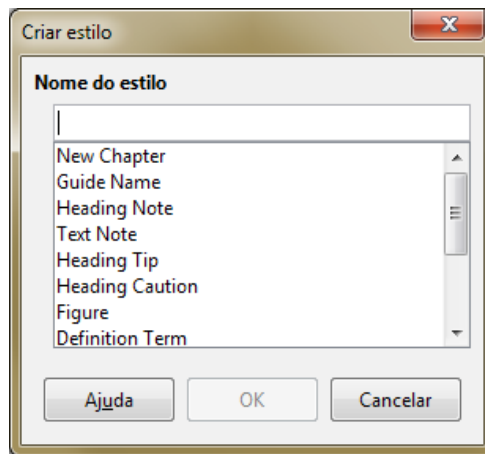 Criar estilo
Nome do estilo
New Chapter
Guide Name
Heading Note
Text Note
Heading Tip
Heading Caution
Figure
Definition Term
Ajuda
OK
Cancelar